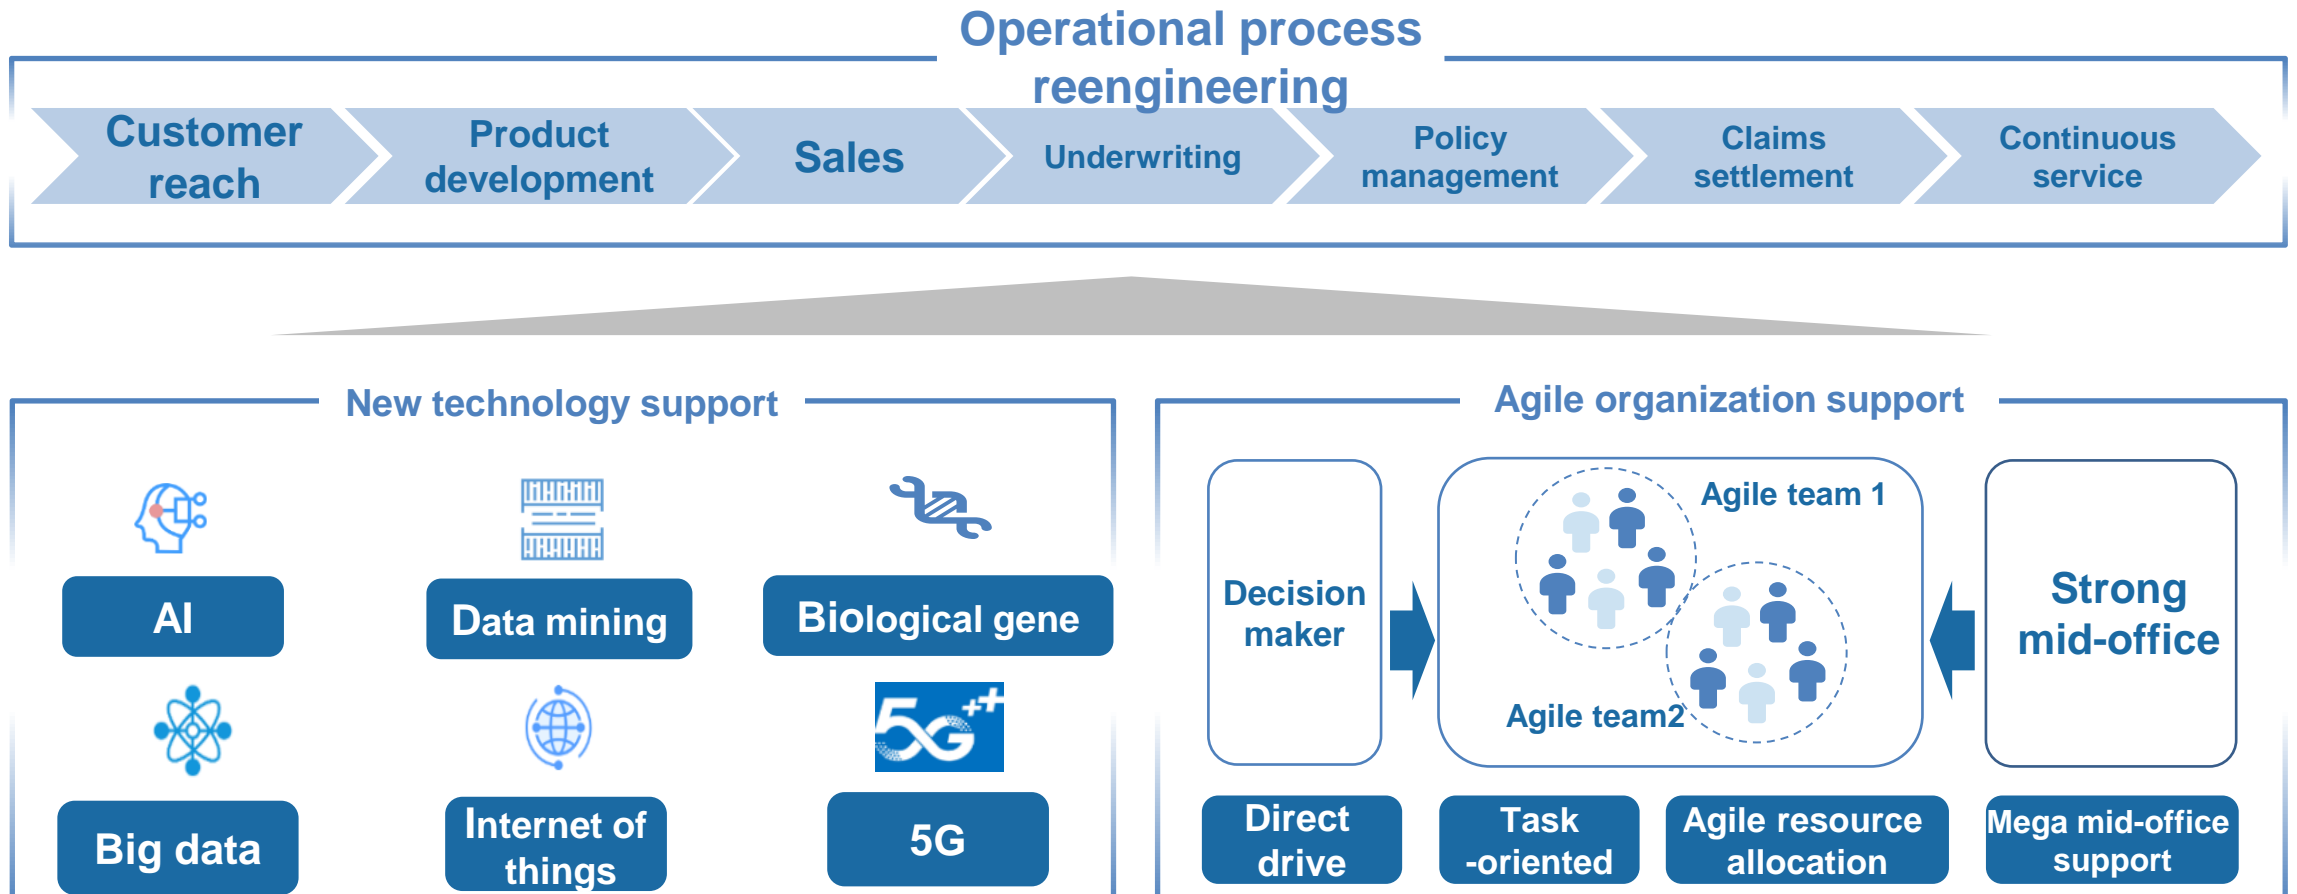 Operational process
reengineering
Customer
reach
Product
development
Sales
Underwriting
Policy
management
Claims
settlement
Continuous
service
New technology support
AI
Data mining
Biological gene
5G++
Big data
Internet of
things
5G
Agile organization support
Decision
maker
Agile team 1
Agile team2
Strong
mid-office
Direct
drive
Task
-oriented
Agile resource
allocation
Mega mid-office
support